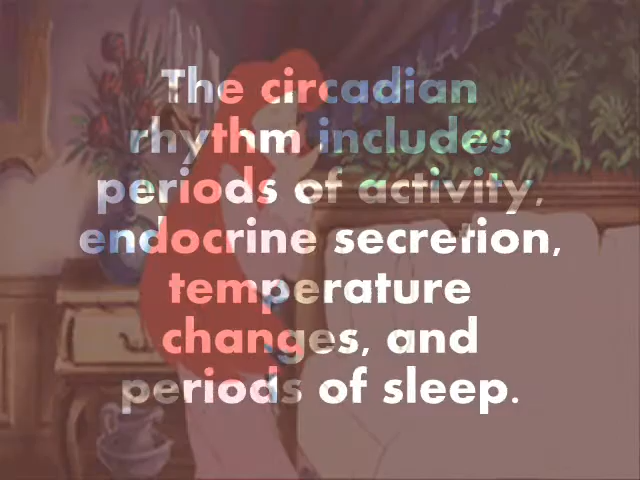 The circadian
rhythm includes
periods of activity,
endocrine secretion,
temperature
changes, and
periods of sleep.